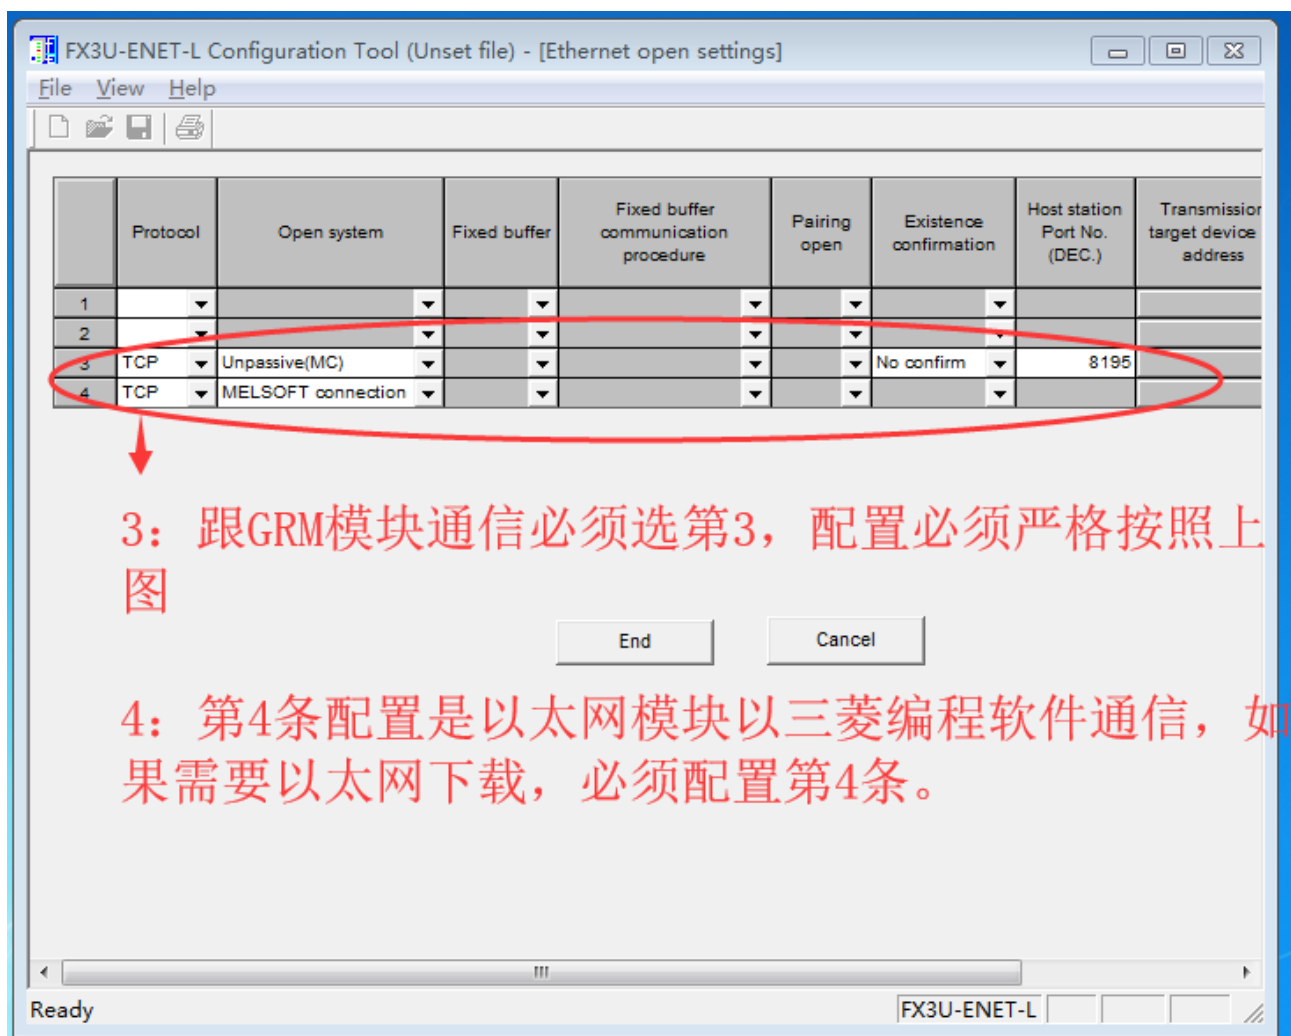 FX3U-ENET-L Configuration Tool (Unset file) - [Ethernet open settings]
File View Help
Protocol
Open system
Fixed buffer
Fixed buffer
communication
procedure
Pairing
open
Existence
confirmation
Host station
Port No.
(DEC.)
Transmission
target device
address
1
2
3 TCP Unpassive(MC) No confirm 8195
4 TCP MELSOFT connection
3：跟GRM模块通信必须选第3，配置必须严格按照上
图
End Cancel
4：第4条配置是以太网模块以三菱编程软件通信，如
果需要以太网下载，必须配置第4条。
Ready FX3U-ENET-L